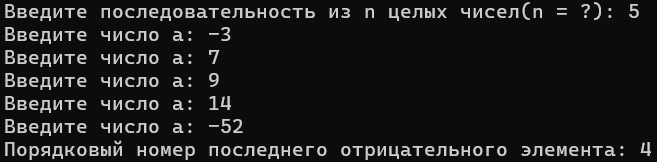 Введите последовательность из n целых чисел(n = ?): 5
Введите число a: -3
Введите число a: 7
Введите число a: 9
Введите число a: 14
Введите число a: -52
Порядковый номер последнего отрицательного элемента: 4